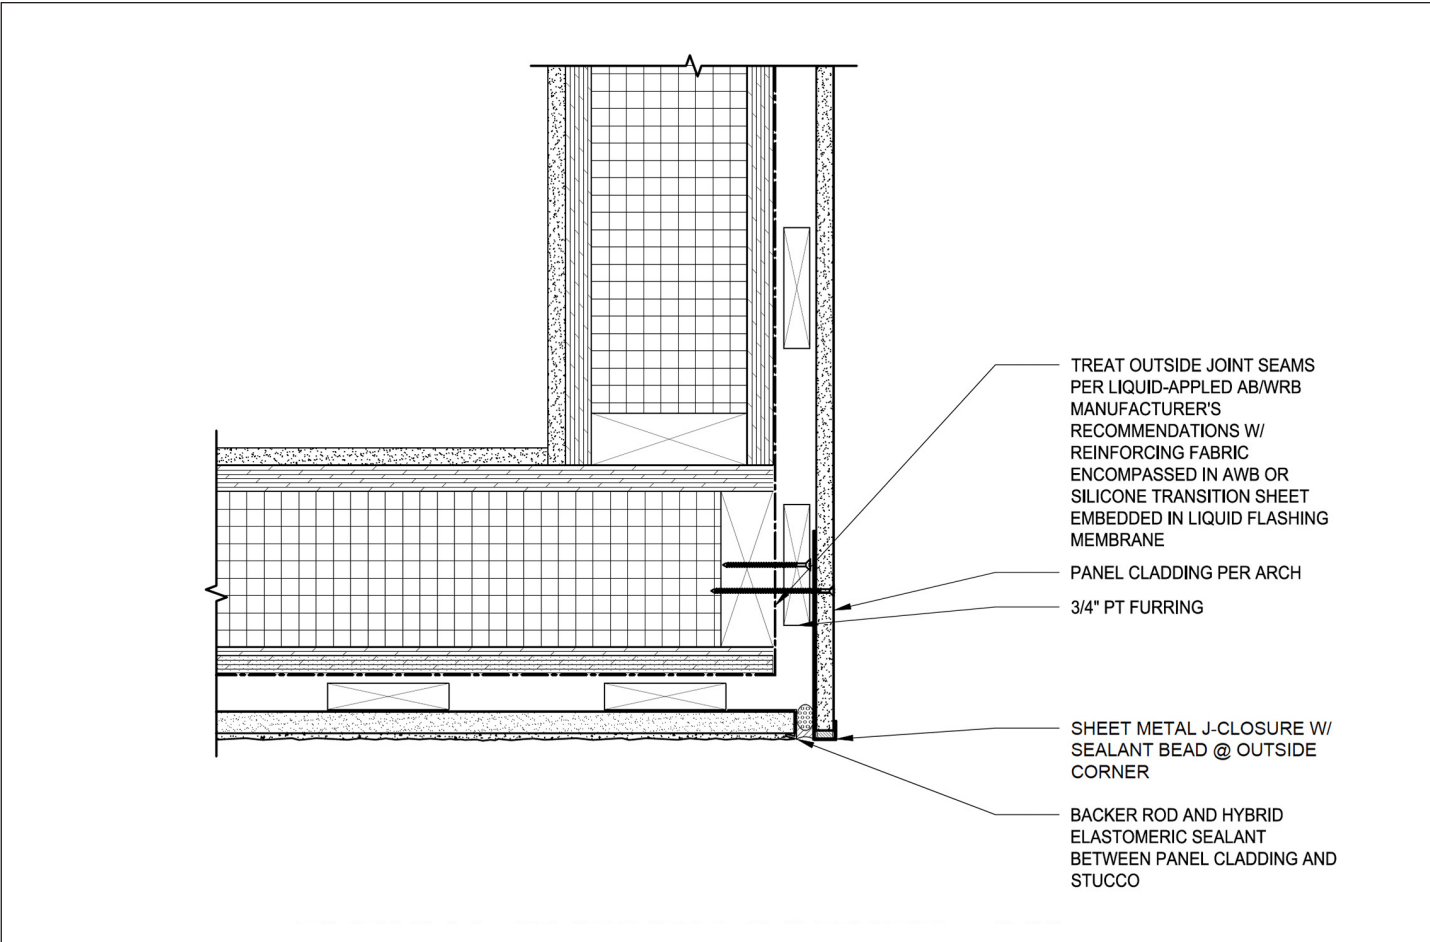 TREAT OUTSIDE JOINT SEAMS
PER LIQUID-APPLED AB/WRB
MANUFACTURER'S
RECOMMENDATIONS W/
REINFORCING FABRIC
ENCOMPASSED IN AWB OR
SILICONE TRANSITION SHEET
EMBEDDED IN LIQUID FLASHING
MEMBRANE
PANEL CLADDING PER ARCH
3/4" PT FURRING
SHEET METAL J-CLOSURE W/
SEALANT BEAD @ OUTSIDE
CORNER
BACKER ROD AND HYBRID
ELASTOMERIC SEALANT
BETWEEN PANEL CLADDING AND
STUCCO